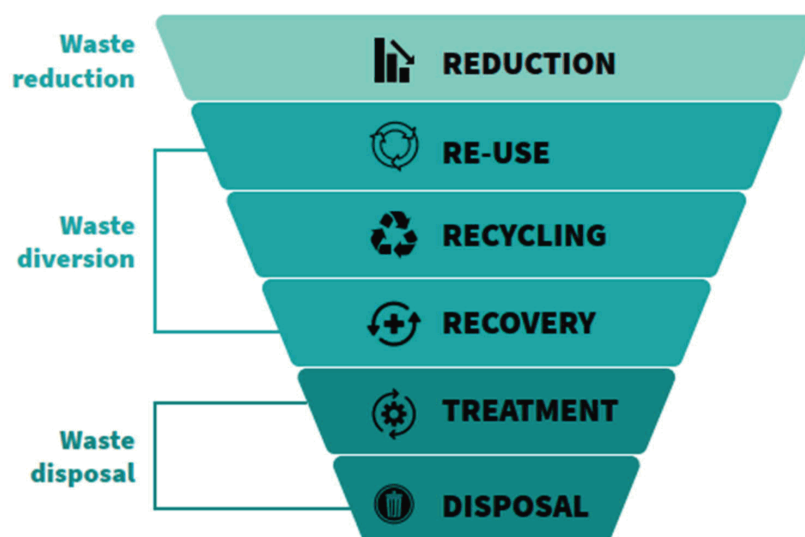 Waste
reduction
REDUCTION
RE-USE
Waste
diversion
RECYCLING
RECOVERY
TREATMENT
Waste
disposal
DISPOSAL